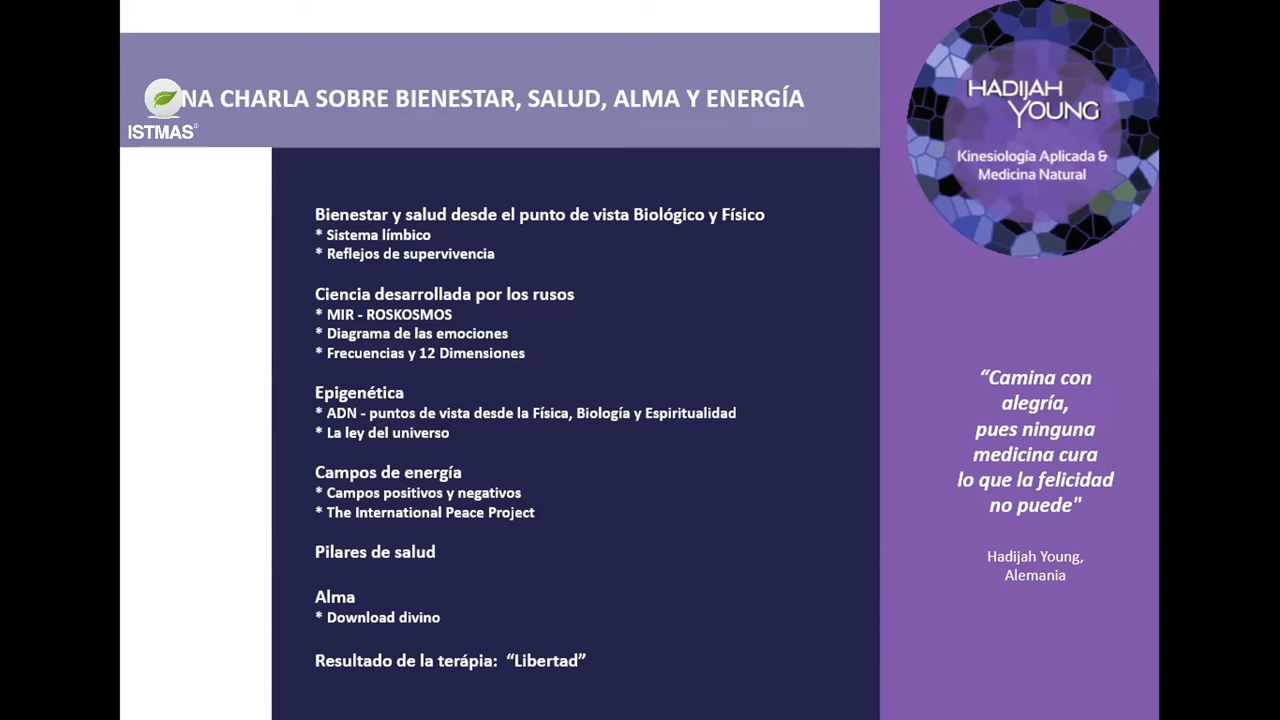 NA CHARLA SOBRE BIENESTAR, SALUD, ALMA Y ENERGÍA
ISTMAS®
HADIJAH
YOUNG
Kinesiología Aplicada &
Medicina Natural
Bienestar y salud desde el punto de vista Biológico y Físico
* Sistema límbico
* Reflejos de supervivencia
Ciencia desarrollada por los rusos
* MIR - ROSKOSMOS
* Diagrama de las emociones
* Frecuencias y 12 Dimensiones
Epigenética
* ADN - puntos de vista desde la Física, Biología y Espiritualidad
* La ley del universo
Campos de energía
* Campos positivos y negativos
* The International Peace Project
Pilares de salud
Alma
* Download divino
Resultado de la terápia: “Libertad”
“Camina con
alegría,
pues ninguna
medicina cura
lo que la felicidad
no puede"
Hadijah Young,
Alemania